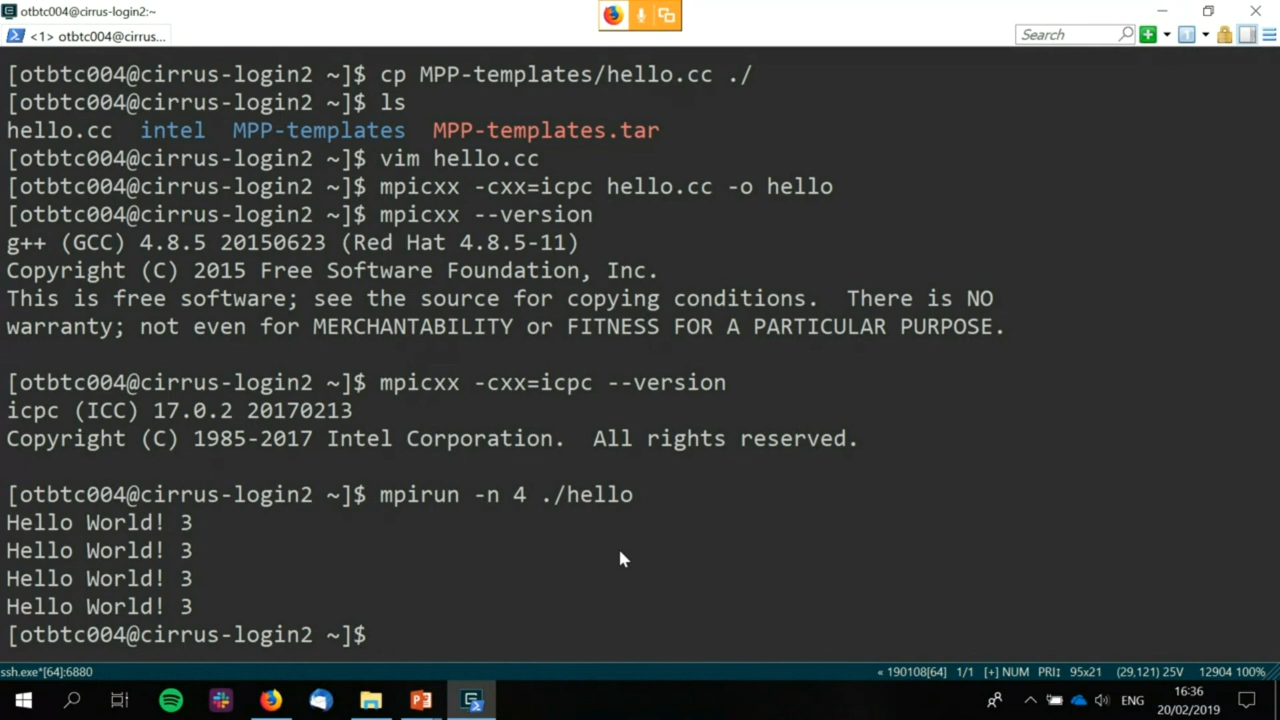 otbtc004@cirrus-login2:~
<1> otbtc004@cirrus...
Search
[otbtc004@cirrus-login2 ~]$ cp MPP-templates/hello.cc ./
[otbtc004@cirrus-login2 ~]$ ls
hello.cc intel MPP-templates MPP-templates.tar
[otbtc004@cirrus-login2 ~]$ vim hello.cc
[otbtc004@cirrus-login2 ~]$ mpicxx -cxx=icpc hello.cc -o hello
[otbtc004@cirrus-login2 ~]$ mpicxx --version
g++ (GCC) 4.8.5 20150623 (Red Hat 4.8.5-11)
Copyright (C) 2015 Free Software Foundation, Inc.
This is free software; see the source for copying conditions.  There is NO
warranty; not even for MERCHANTABILITY or FITNESS FOR A PARTICULAR PURPOSE.
[otbtc004@cirrus-login2 ~]$ mpicxx -cxx=icpc --version
icpc (ICC) 17.0.2 20170213
Copyright (C) 1985-2017 Intel Corporation.  All rights reserved.
[otbtc004@cirrus-login2 ~]$ mpirun -n 4 ./hello
Hello World! 3
Hello World! 3
Hello World! 3
Hello World! 3
[otbtc004@cirrus-login2 ~]$
ssh.exe*[64]:6880 « 190108[64] 1/1 [+] NUM PRI↕ 95x21 (29,121) 25V 12904 100%
ENG
16:36
20/02/2019